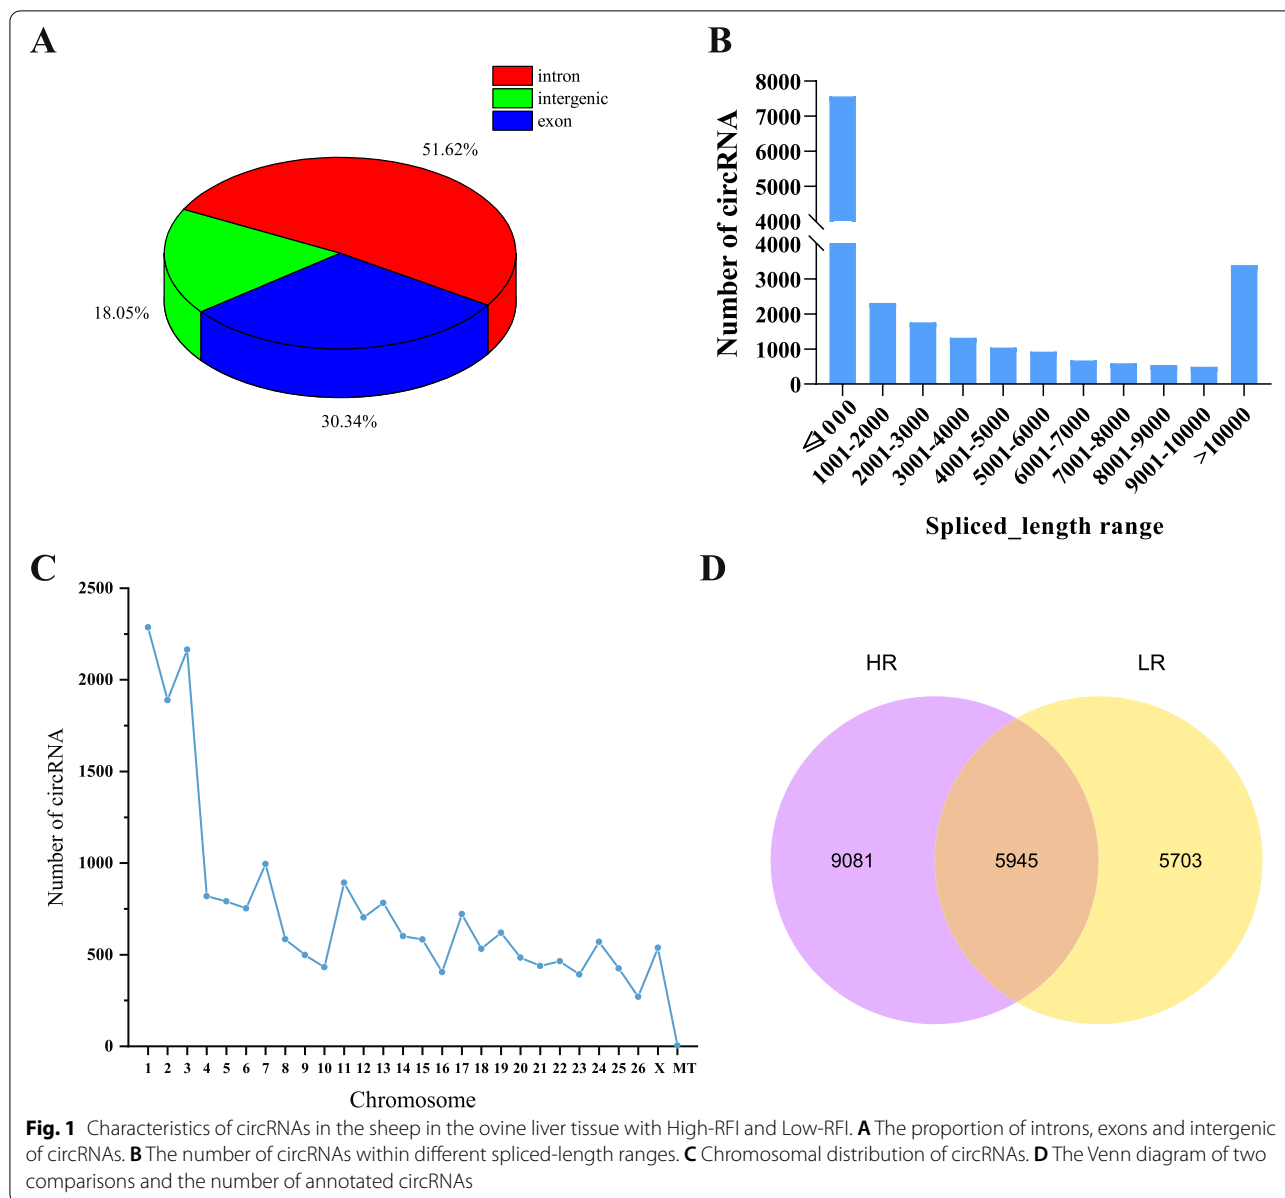 A
intron
intergenic
exon
51.62%
18.05%
30.34%
B
Number of circRNA
8000
7000
6000
5000
4000
4000
3000
2000
1000
0
≤1000
1001-2000
2001-3000
3001-4000
4001-5000
5001-6000
6001-7000
7001-8000
8001-9000
9001-10000
>10000
Spliced_length range
C
Number of circRNA
2500
2000
1500
1000
500
0
1 2 3 4 5 6 7 8 9 10 11 12 13 14 15 16 17 18 19 20 21 22 23 24 25 26 X MT
Chromosome
D
HR LR
9081 5945 5703
Fig. 1 Characteristics of circRNAs in the sheep in the ovine liver tissue with High-RFI and Low-RFI. A The proportion of introns, exons and intergenic
of circRNAs. B The number of circRNAs within different spliced-length ranges. C Chromosomal distribution of circRNAs. D The Venn diagram of two
comparisons and the number of annotated circRNAs